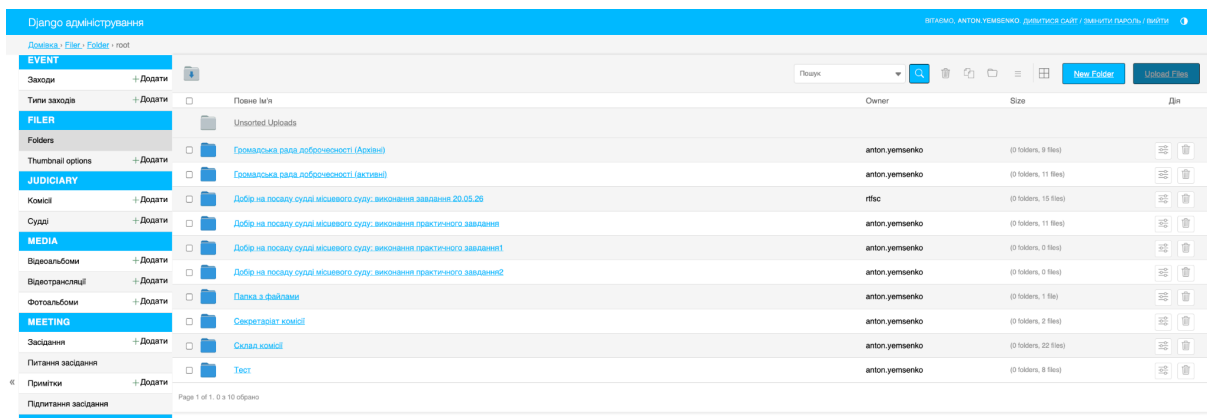 Django адміністрування
ВІТАЄМО, ANTON.YEMSENKO. ДИВИТИСЯ САЙТ / ЗМІНИТИ ПАРОЛЬ / ВИЙТИ
Домівка › Filer › Folder › root
EVENT
Заходи + Додати
Типи заходів + Додати
FILER
Folders
Thumbnail options + Додати
JUDICIARY
Комісії + Додати
Судді + Додати
MEDIA
Відеоальбоми + Додати
Відеотрансляції + Додати
Фотоальбоми + Додати
MEETING
Засідання + Додати
Питання засідання
« Примітки + Додати
Підпитання засідання
Пошук New Folder Upload Files
Повне Ім'я Owner Size Дія
Unsorted Uploads
Громадська рада доброчесності (Архівні) anton.yemsenko (0 folders, 9 files)
Громадська рада доброчесності (активні) anton.yemsenko (0 folders, 11 files)
Добір на посаду судді місцевого суду: виконання завдання 20.05.26 rtfsc (0 folders, 15 files)
Добір на посаду судді місцевого суду: виконання практичного завдання anton.yemsenko (0 folders, 11 files)
Добір на посаду судді місцевого суду: виконання практичного завдання1 anton.yemsenko (0 folders, 0 files)
Добір на посаду судді місцевого суду: виконання практичного завдання2 anton.yemsenko (0 folders, 0 files)
Папка з файлами anton.yemsenko (0 folders, 1 file)
Секретаріат комісії anton.yemsenko (0 folders, 2 files)
Склад комісії anton.yemsenko (0 folders, 22 files)
Тест anton.yemsenko (0 folders, 8 files)
Page 1 of 1. 0 з 10 обрано